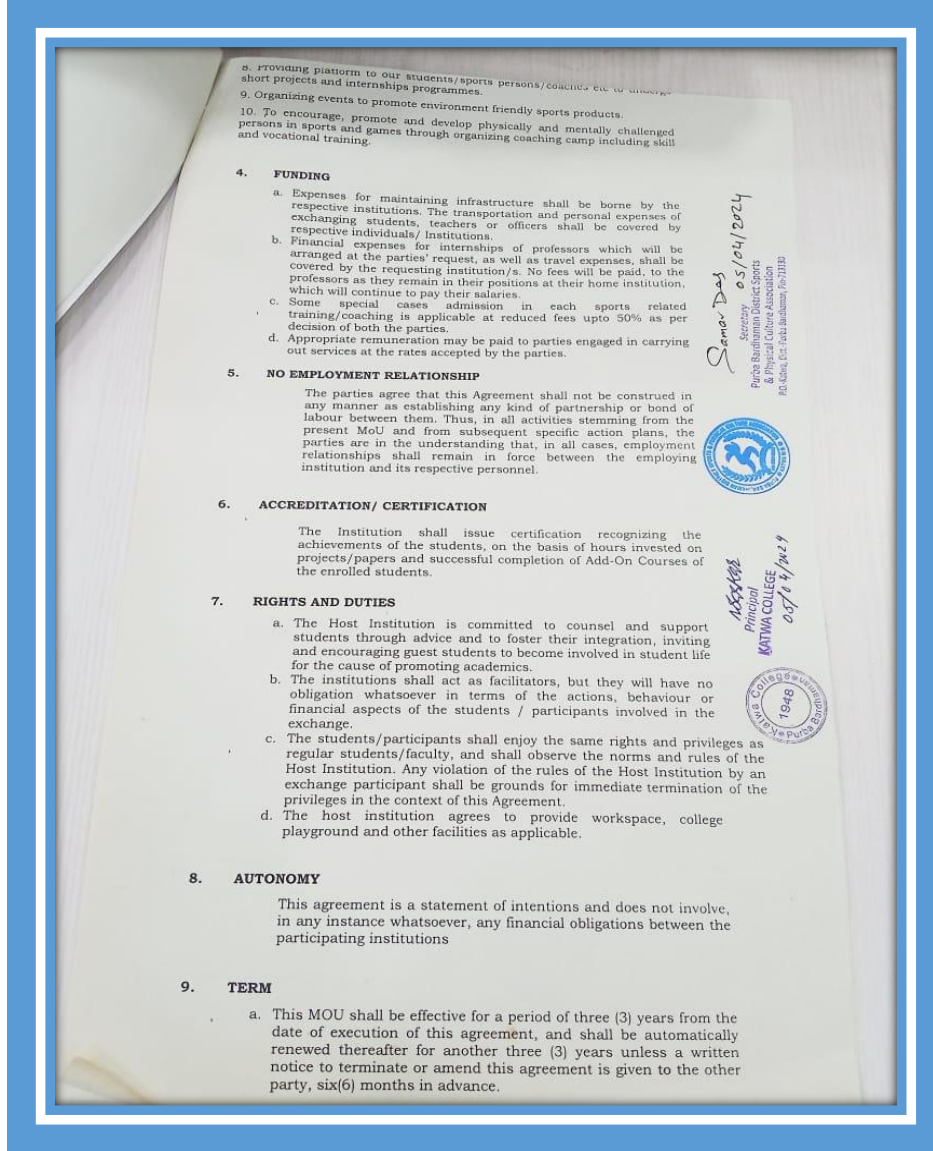 8. Providing platform to our students/sports persons/coaches etc to undergo
short projects and internships programmes.
9. Organizing events to promote environment friendly sports products.
10. To encourage, promote and develop physically and mentally challenged
persons in sports and games through organizing coaching camp including skill
and vocational training.
4. FUNDING
a. Expenses for maintaining infrastructure shall be borne by the
respective institutions. The transportation and personal expenses of
exchanging students, teachers or officers shall be covered by
respective individuals/ Institutions.
b. Financial expenses for internships of professors which will be
arranged at the parties' request, as well as travel expenses, shall be
covered by the requesting institution/s. No fees will be paid, to the
professors as they remain in their positions at their home institution,
which will continue to pay their salaries.
c. Some special cases admission in each sports related
training/coaching is applicable at reduced fees upto 50% as per
decision of both the parties.
d. Appropriate remuneration may be paid to parties engaged in carrying
out services at the rates accepted by the parties.
5. NO EMPLOYMENT RELATIONSHIP
The parties agree that this Agreement shall not be construed in
any manner as establishing any kind of partnership or bond of
labour between them. Thus, in all activities stemming from the
present MoU and from subsequent specific action plans, the
parties are in the understanding that, in all cases, employment
relationships shall remain in force between the employing
institution and its respective personnel.
6. ACCREDITATION/ CERTIFICATION
The Institution shall issue certification recognizing the
achievements of the students, on the basis of hours invested on
projects/papers and successful completion of Add-On Courses of
the enrolled students.
7. RIGHTS AND DUTIES
a. The Host Institution is committed to counsel and support
students through advice and to foster their integration, inviting
and encouraging guest students to become involved in student life
for the cause of promoting academics.
b. The institutions shall act as facilitators, but they will have no
obligation whatsoever in terms of the actions, behaviour or
financial aspects of the students / participants involved in the
exchange.
c. The students/participants shall enjoy the same rights and privileges as
regular students/faculty, and shall observe the norms and rules of the
Host Institution. Any violation of the rules of the Host Institution by an
exchange participant shall be grounds for immediate termination of the
privileges in the context of this Agreement.
d. The host institution agrees to provide workspace, college
playground and other facilities as applicable.
8. AUTONOMY
This agreement is a statement of intentions and does not involve,
in any instance whatsoever, any financial obligations between the
participating institutions
9. TERM
a. This MOU shall be effective for a period of three (3) years from the
date of execution of this agreement, and shall be automatically
renewed thereafter for another three (3) years unless a written
notice to terminate or amend this agreement is given to the other
party, six(6) months in advance.
Samar Das
05/04/2024
Secretary
Purba Bardhaman District Sports
& Physical Culture Association
P.O.-Katwa, Dist.-Purba Bardhaman, Pin-713130
Principal
KATWA COLLEGE
05/04/2024
Katwa College
1948
Purba Bardhaman